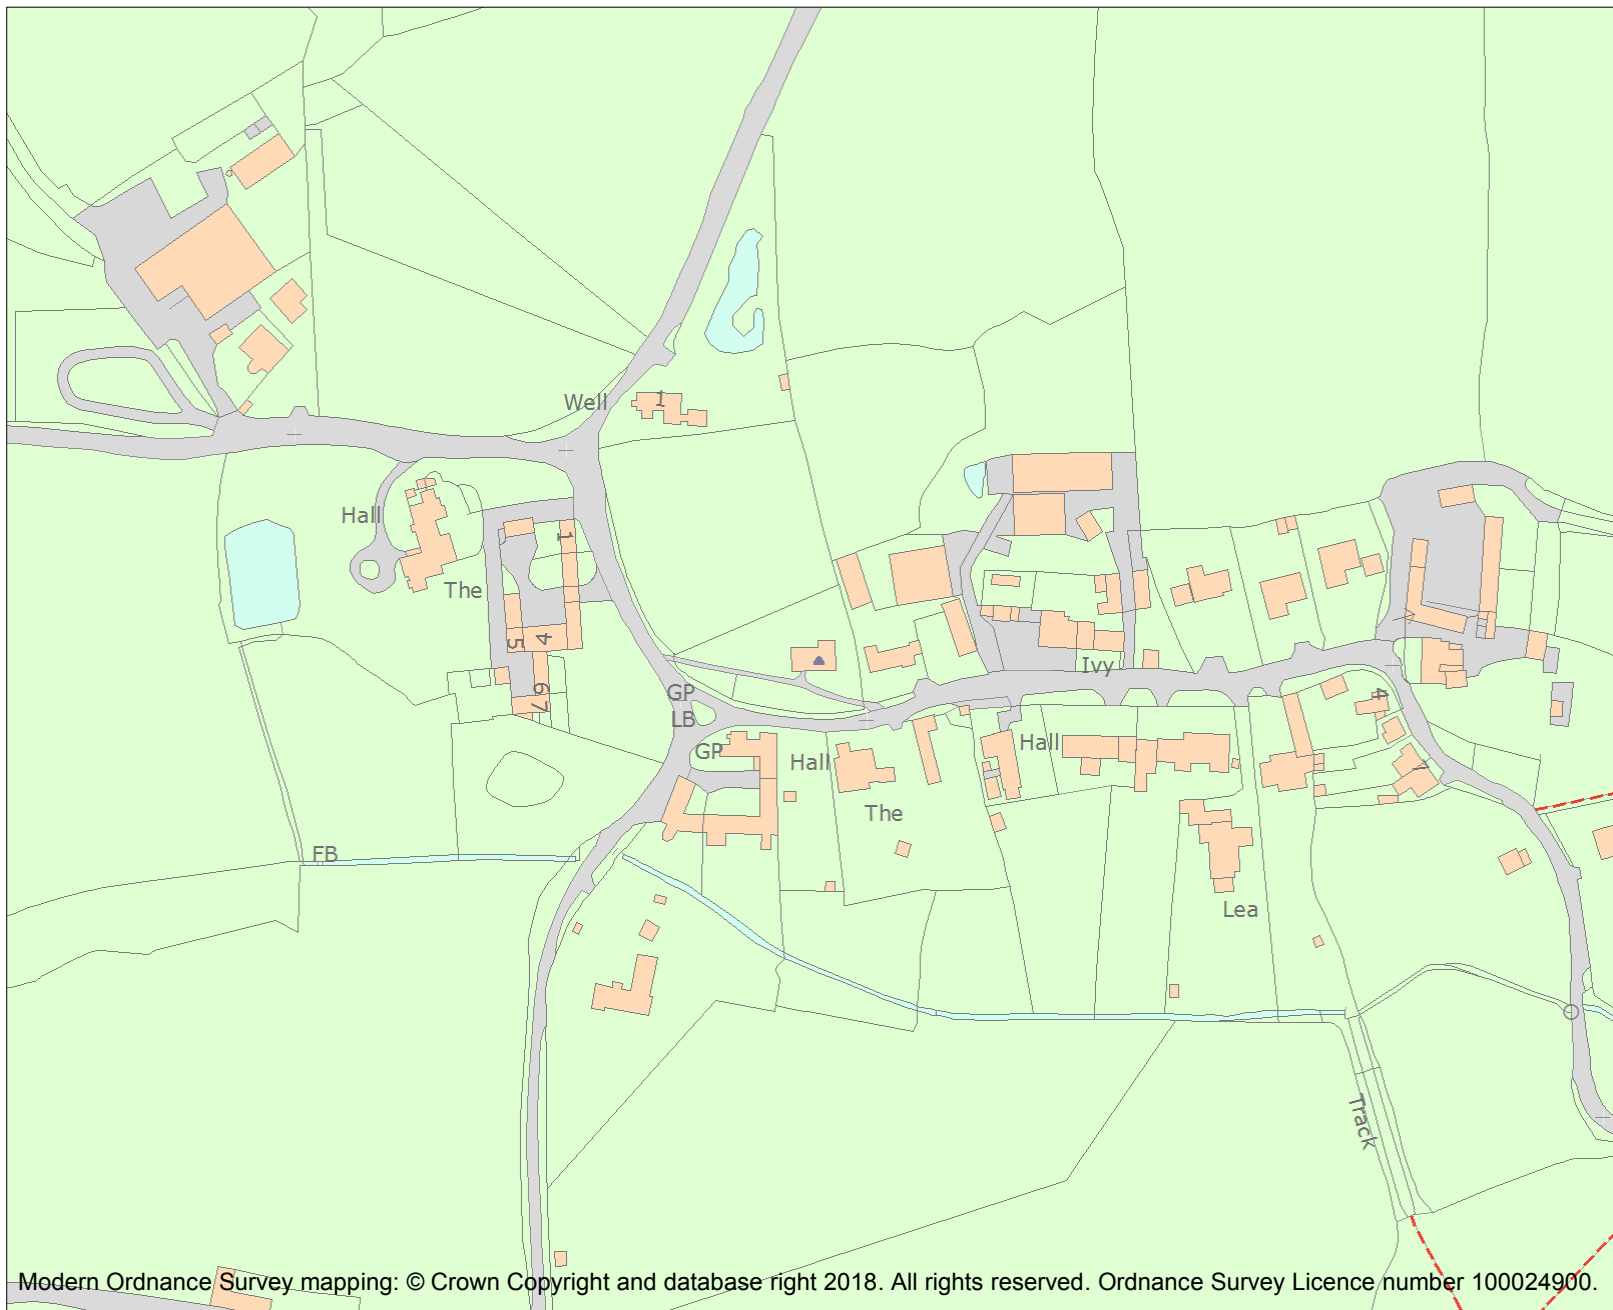 Well
1
Hall
1
The
5
4
6
7
GP
LB
GP
Ivy
4
Hall
Hall
7
The
FB
Lea
Track
Modern Ordnance Survey mapping: © Crown Copyright and database right 2018. All rights reserved. Ordnance Survey Licence number 100024900.